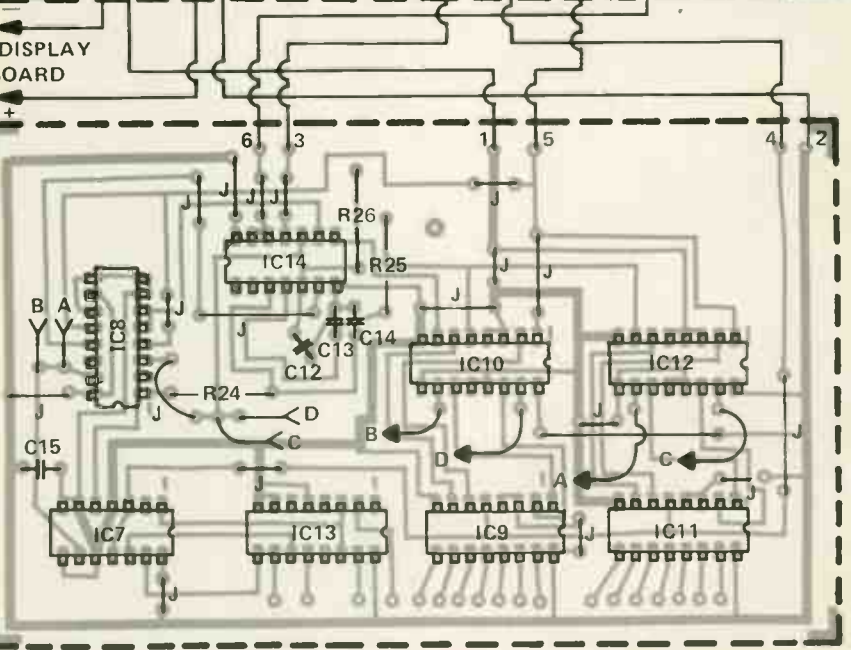 DISPLAY
OARD
+
6 3 1 5 4 2
J J J J J
R26
IC14 R25 J J
B A IC8 J J J
C12 C13 C14
IC10 IC12
J R24 J D
C
B J J
C15 D
J A C J
IC7 IC13 IC9 J IC11
J